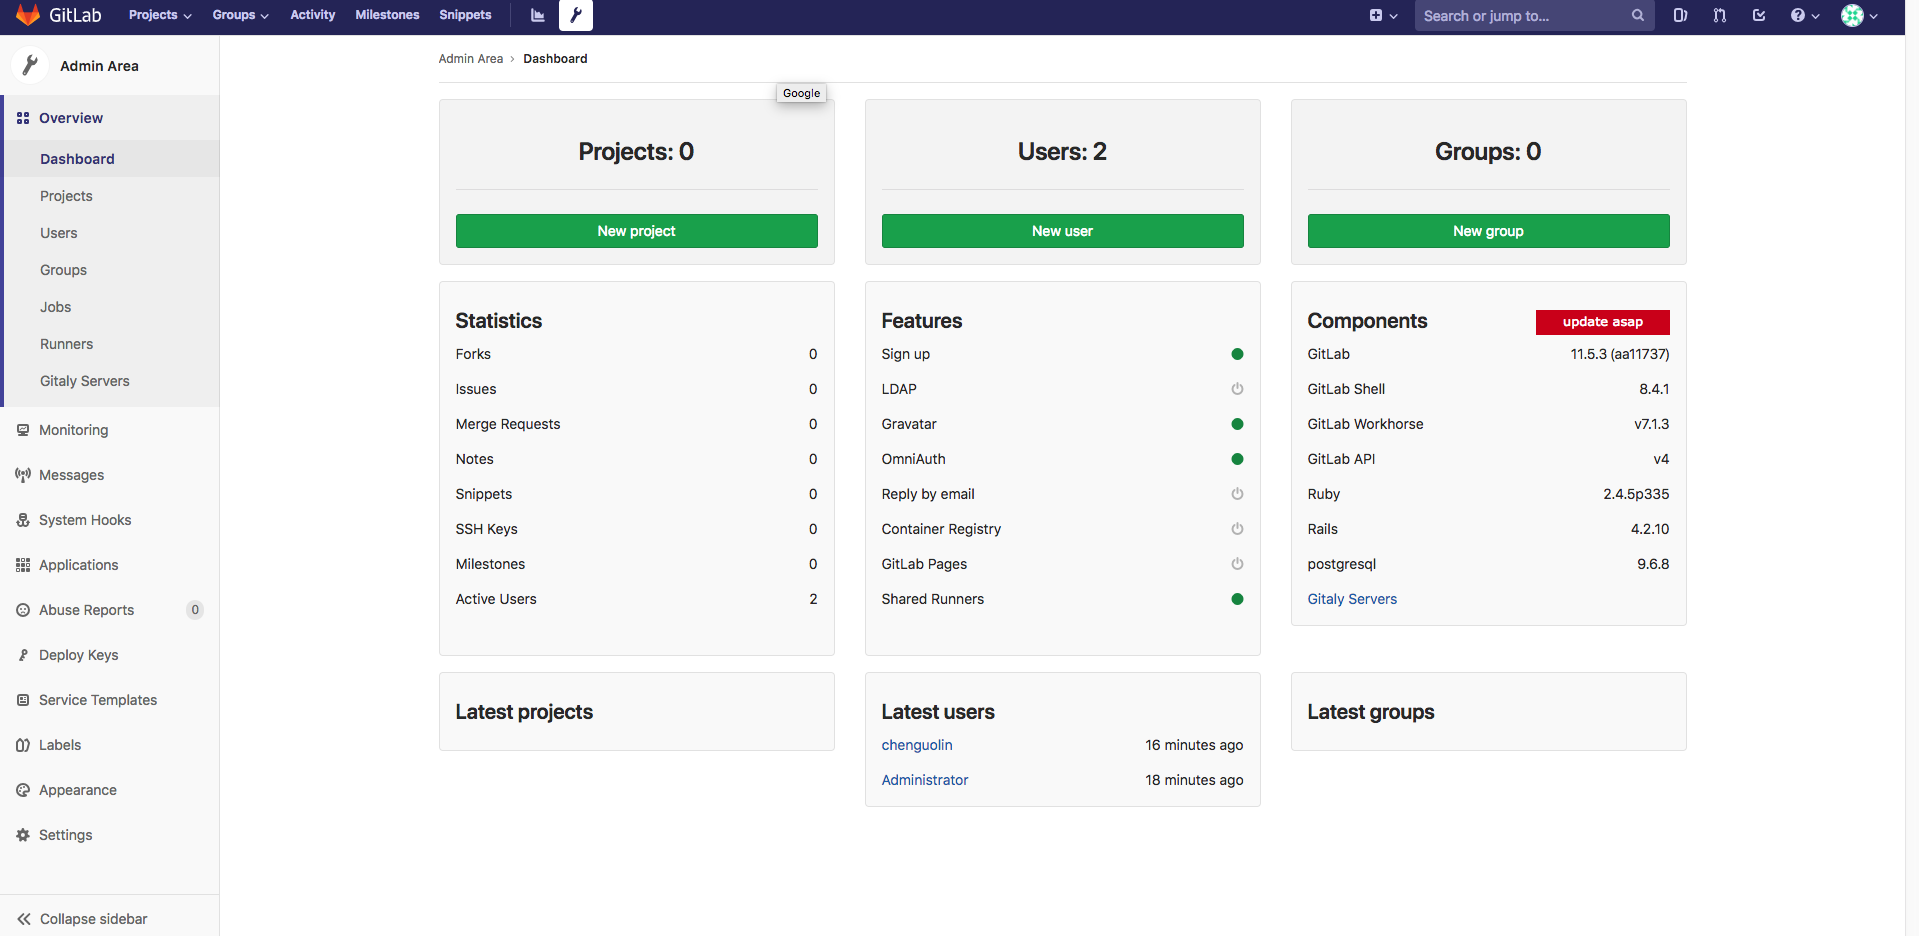 GitLab Projects Groups Activity Milestones Snippets Search or jump to...
Admin Area
Overview
Dashboard
Projects
Users
Groups
Jobs
Runners
Gitaly Servers
Monitoring
Messages
System Hooks
Applications
Abuse Reports 0
Deploy Keys
Service Templates
Labels
Appearance
Settings
Collapse sidebar
Admin Area › Dashboard
Google
Projects: 0
New project
Users: 2
New user
Groups: 0
New group
Statistics
Forks 0
Issues 0
Merge Requests 0
Notes 0
Snippets 0
SSH Keys 0
Milestones 0
Active Users 2
Features
Sign up
LDAP
Gravatar
OmniAuth
Reply by email
Container Registry
GitLab Pages
Shared Runners
Components update asap
GitLab 11.5.3 (aa11737)
GitLab Shell 8.4.1
GitLab Workhorse v7.1.3
GitLab API v4
Ruby 2.4.5p335
Rails 4.2.10
postgresql 9.6.8
Gitaly Servers
Latest projects
Latest users
chenguolin 16 minutes ago
Administrator 18 minutes ago
Latest groups